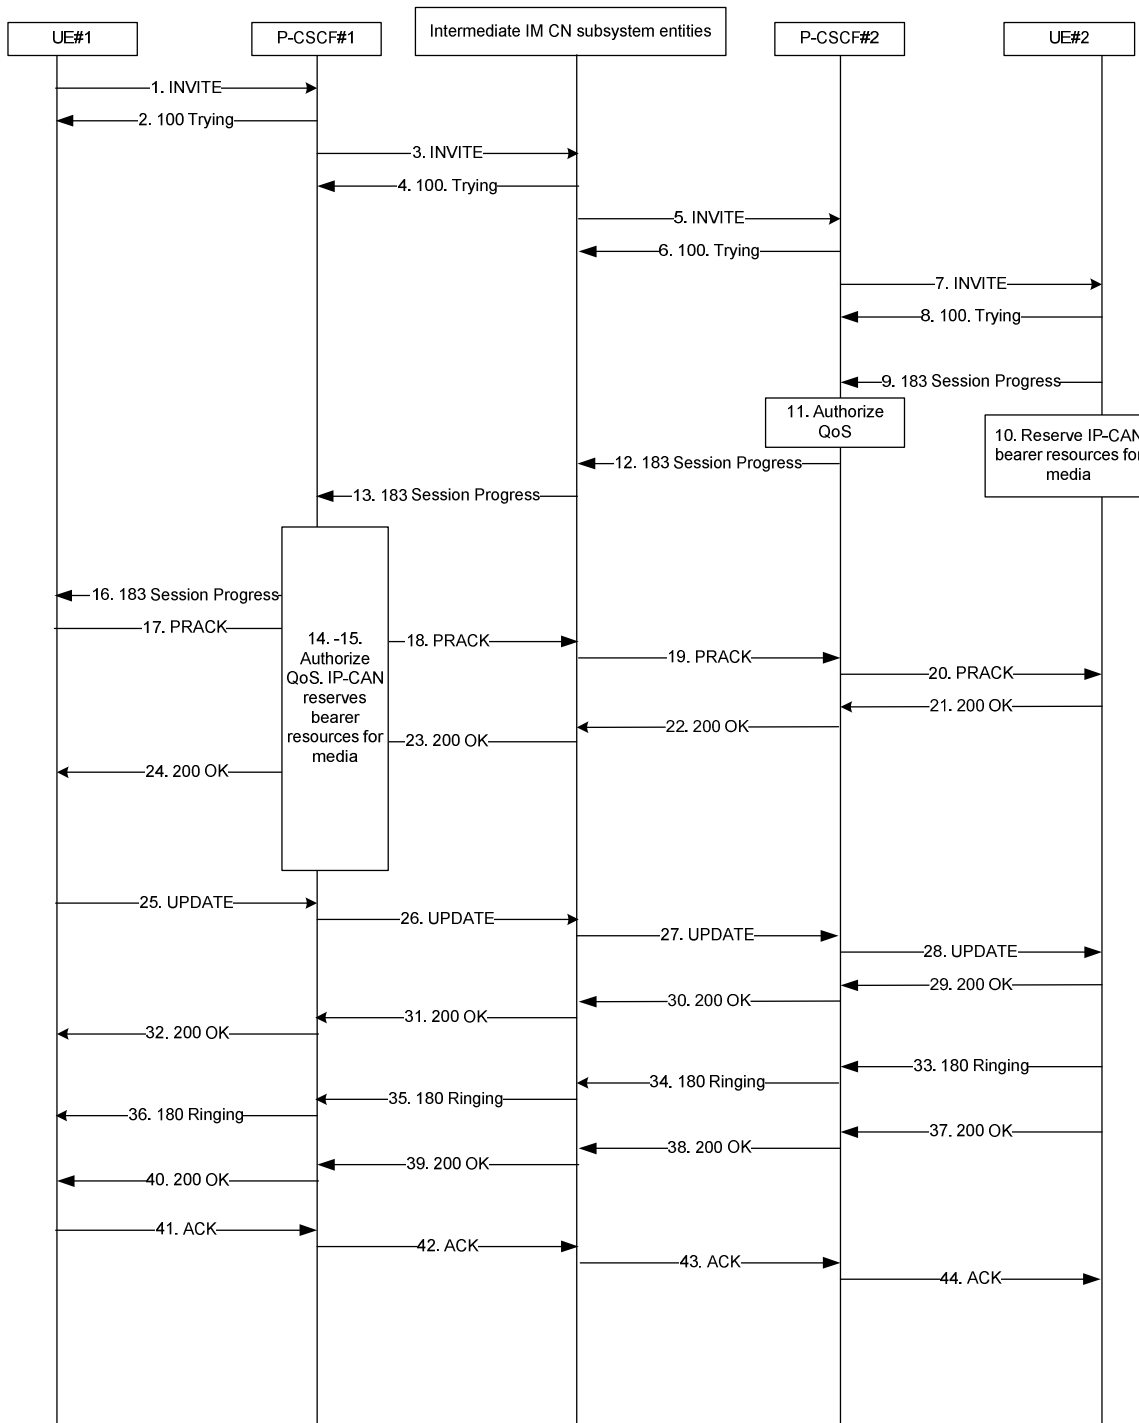 UE#1
P-CSCF#1
Intermediate IM CN subsystem entities
P-CSCF#2
UE#2
1. INVITE
2. 100 Trying
3. INVITE
4. 100. Trying
5. INVITE
6. 100. Trying
7. INVITE
8. 100. Trying
9. 183 Session Progress
11. Authorize
QoS
10. Reserve IP-CAN
bearer resources for
media
12. 183 Session Progress
13. 183 Session Progress
14. -15.
Authorize
QoS. IP-CAN
reserves
bearer
resources for
media
16. 183 Session Progress
17. PRACK
18. PRACK
19. PRACK
20. PRACK
21. 200 OK
22. 200 OK
23. 200 OK
24. 200 OK
25. UPDATE
26. UPDATE
27. UPDATE
28. UPDATE
29. 200 OK
30. 200 OK
31. 200 OK
32. 200 OK
33. 180 Ringing
34. 180 Ringing
35. 180 Ringing
36. 180 Ringing
37. 200 OK
38. 200 OK
39. 200 OK
40. 200 OK
41. ACK
42. ACK
43. ACK
44. ACK